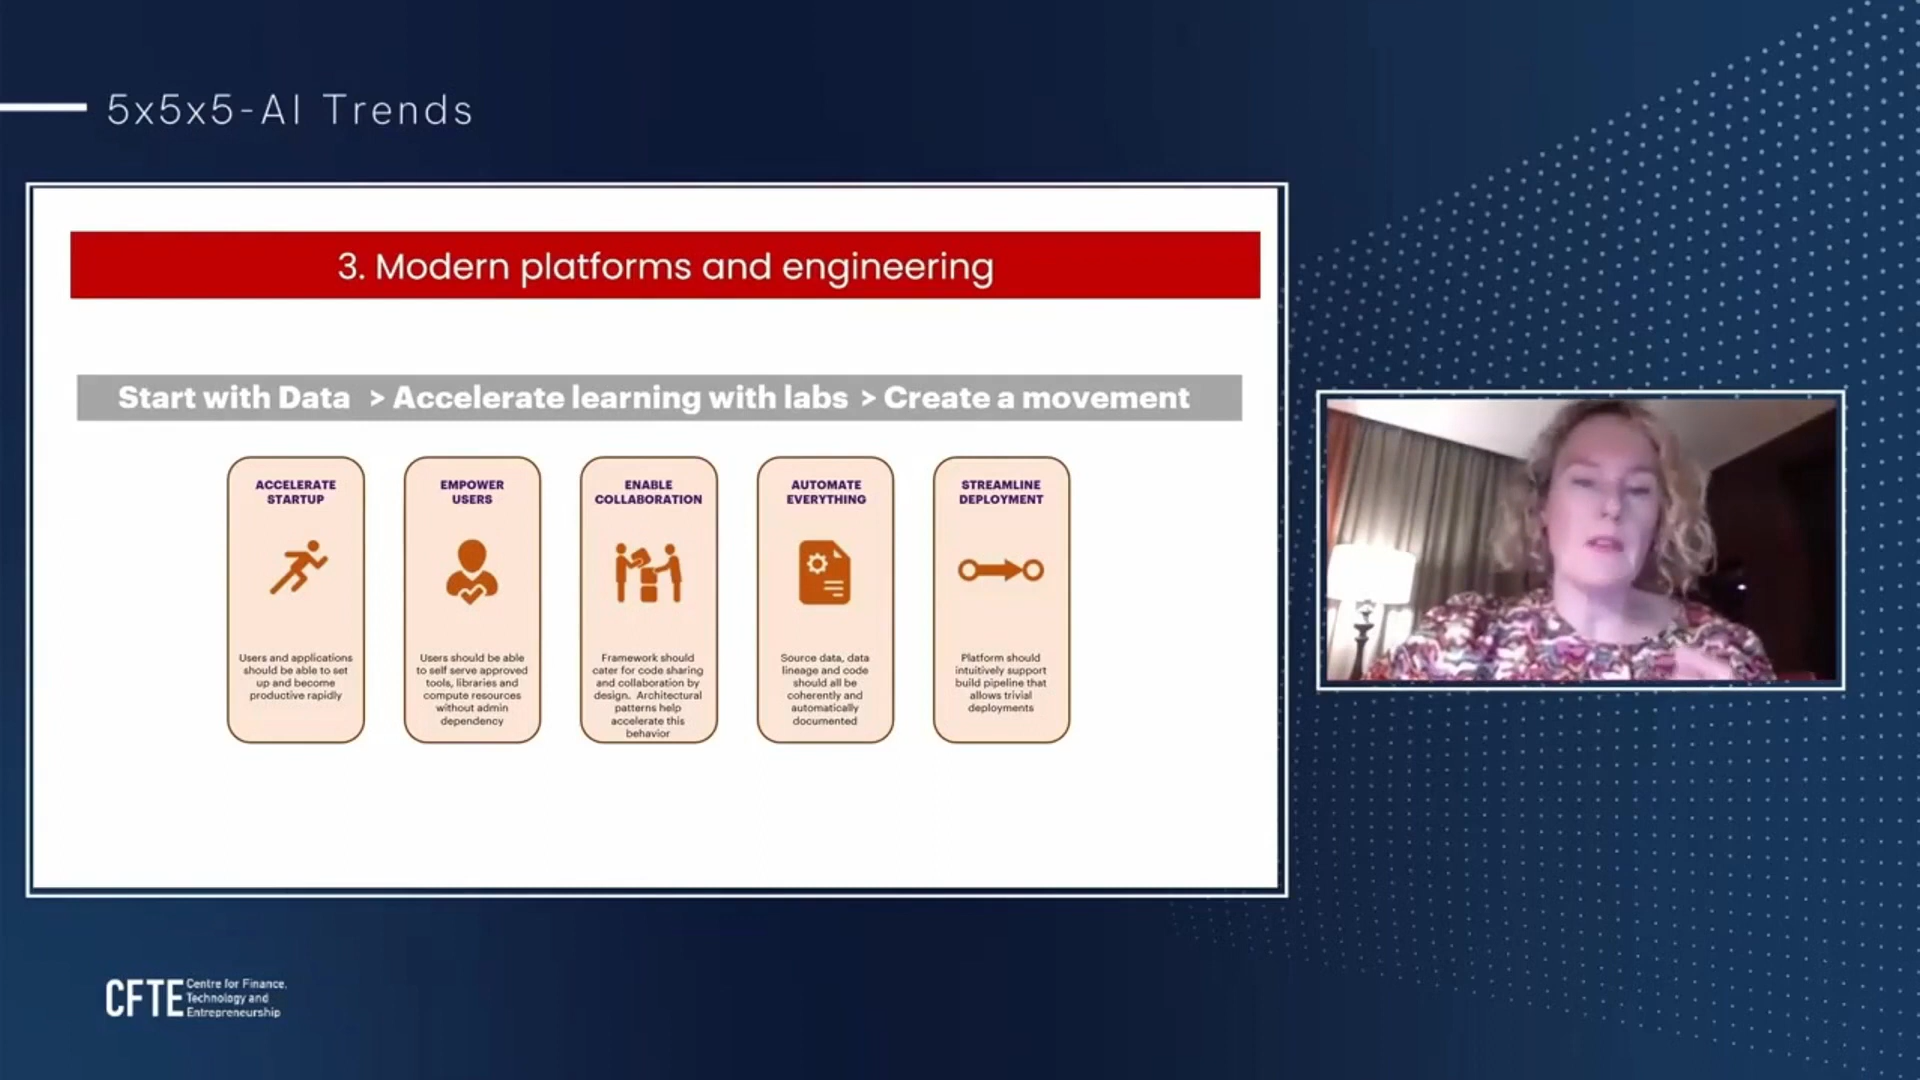 5x5x5-AI Trends
3. Modern platforms and engineering
Start with Data > Accelerate learning with labs > Create a movement
ACCELERATE
STARTUP
Users and applications
should be able to set
up and become
productive rapidly
EMPOWER
USERS
Users should be able
to self serve approved
tools, libraries and
compute resources
without admin
dependency
ENABLE
COLLABORATION
Framework should
cater for code sharing
and collaboration by
design. Architectural
patterns help
accelerate this
behavior
AUTOMATE
EVERYTHING
Source data, data
lineage and code
should all be
coherently and
automatically
documented
STREAMLINE
DEPLOYMENT
Platform should
intuitively support
build pipeline that
allows trivial
deployments
CFTE
Centre for Finance,
Technology and
Entrepreneurship